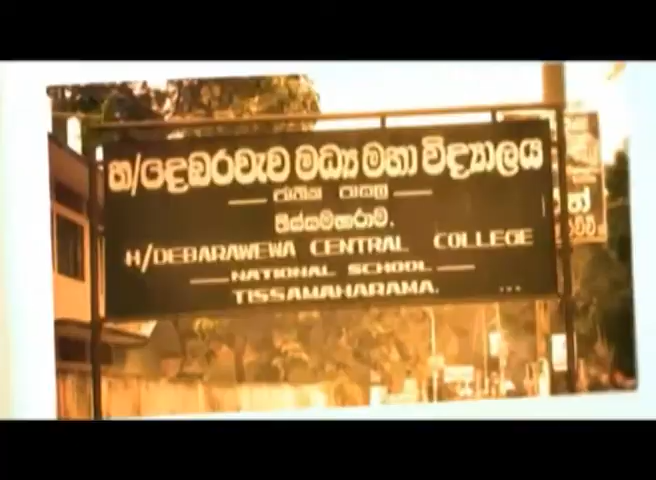 හ/දෙබරවැව මධ්‍ය මහා විද්‍යාලය
ජාතික පාසල
තිස්සමහාරාම.
H/DEBARAWEWA CENTRAL COLLEGE
NATIONAL SCHOOL
TISSAMAHARAMA.